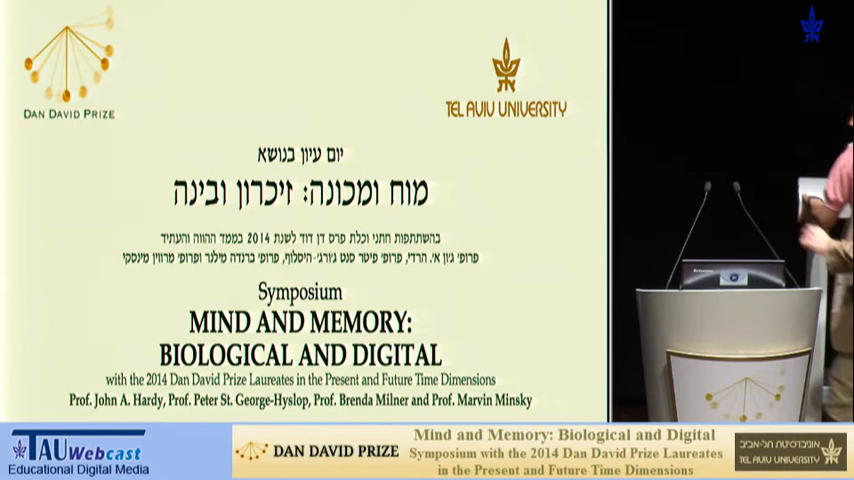 DAN DAVID PRIZE
TEL AVIV UNIVERSITY
יום עיון בנושא
מוח ומכונה: זיכרון ובינה
בהשתתפות חתני וכלת פרס דן דוד לשנת 2014 בממד ההווה והעתיד
פרופ׳ ג׳ון א׳. הרדי, פרופ׳ פיטר סנט ג׳ורג׳-היסלוף, פרופ׳ ברנדה מילנר ופרופ׳ מרווין מינסקי
Symposium
MIND AND MEMORY:
BIOLOGICAL AND DIGITAL
with the 2014 Dan David Prize Laureates in the Present and Future Time Dimensions
Prof. John A. Hardy, Prof. Peter St. George-Hyslop, Prof. Brenda Milner and Prof. Marvin Minsky
TAU Webcast
Educational Digital Media
DAN DAVID PRIZE
Mind and Memory: Biological and Digital
Symposium with the 2014 Dan David Prize Laureates
in the Present and Future Time Dimensions
אוניברסיטת תל-אביב
TEL AVIV UNIVERSITY